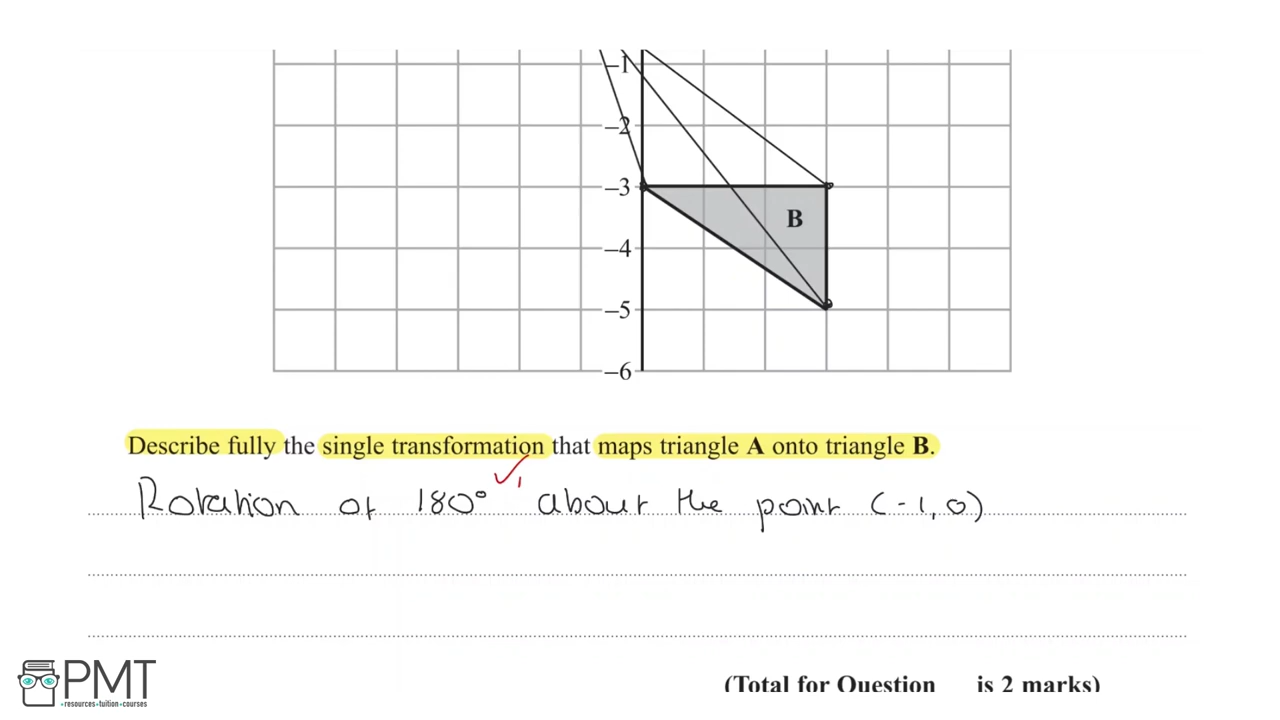 -1
-2
-3
B
-4
-5
-6
Describe fully the single transformation that maps triangle A onto triangle B.
Rotation of 180° ✓1 about the point (-1, 0)
PMT
•resources•tuition•courses
(Total for Question is 2 marks)